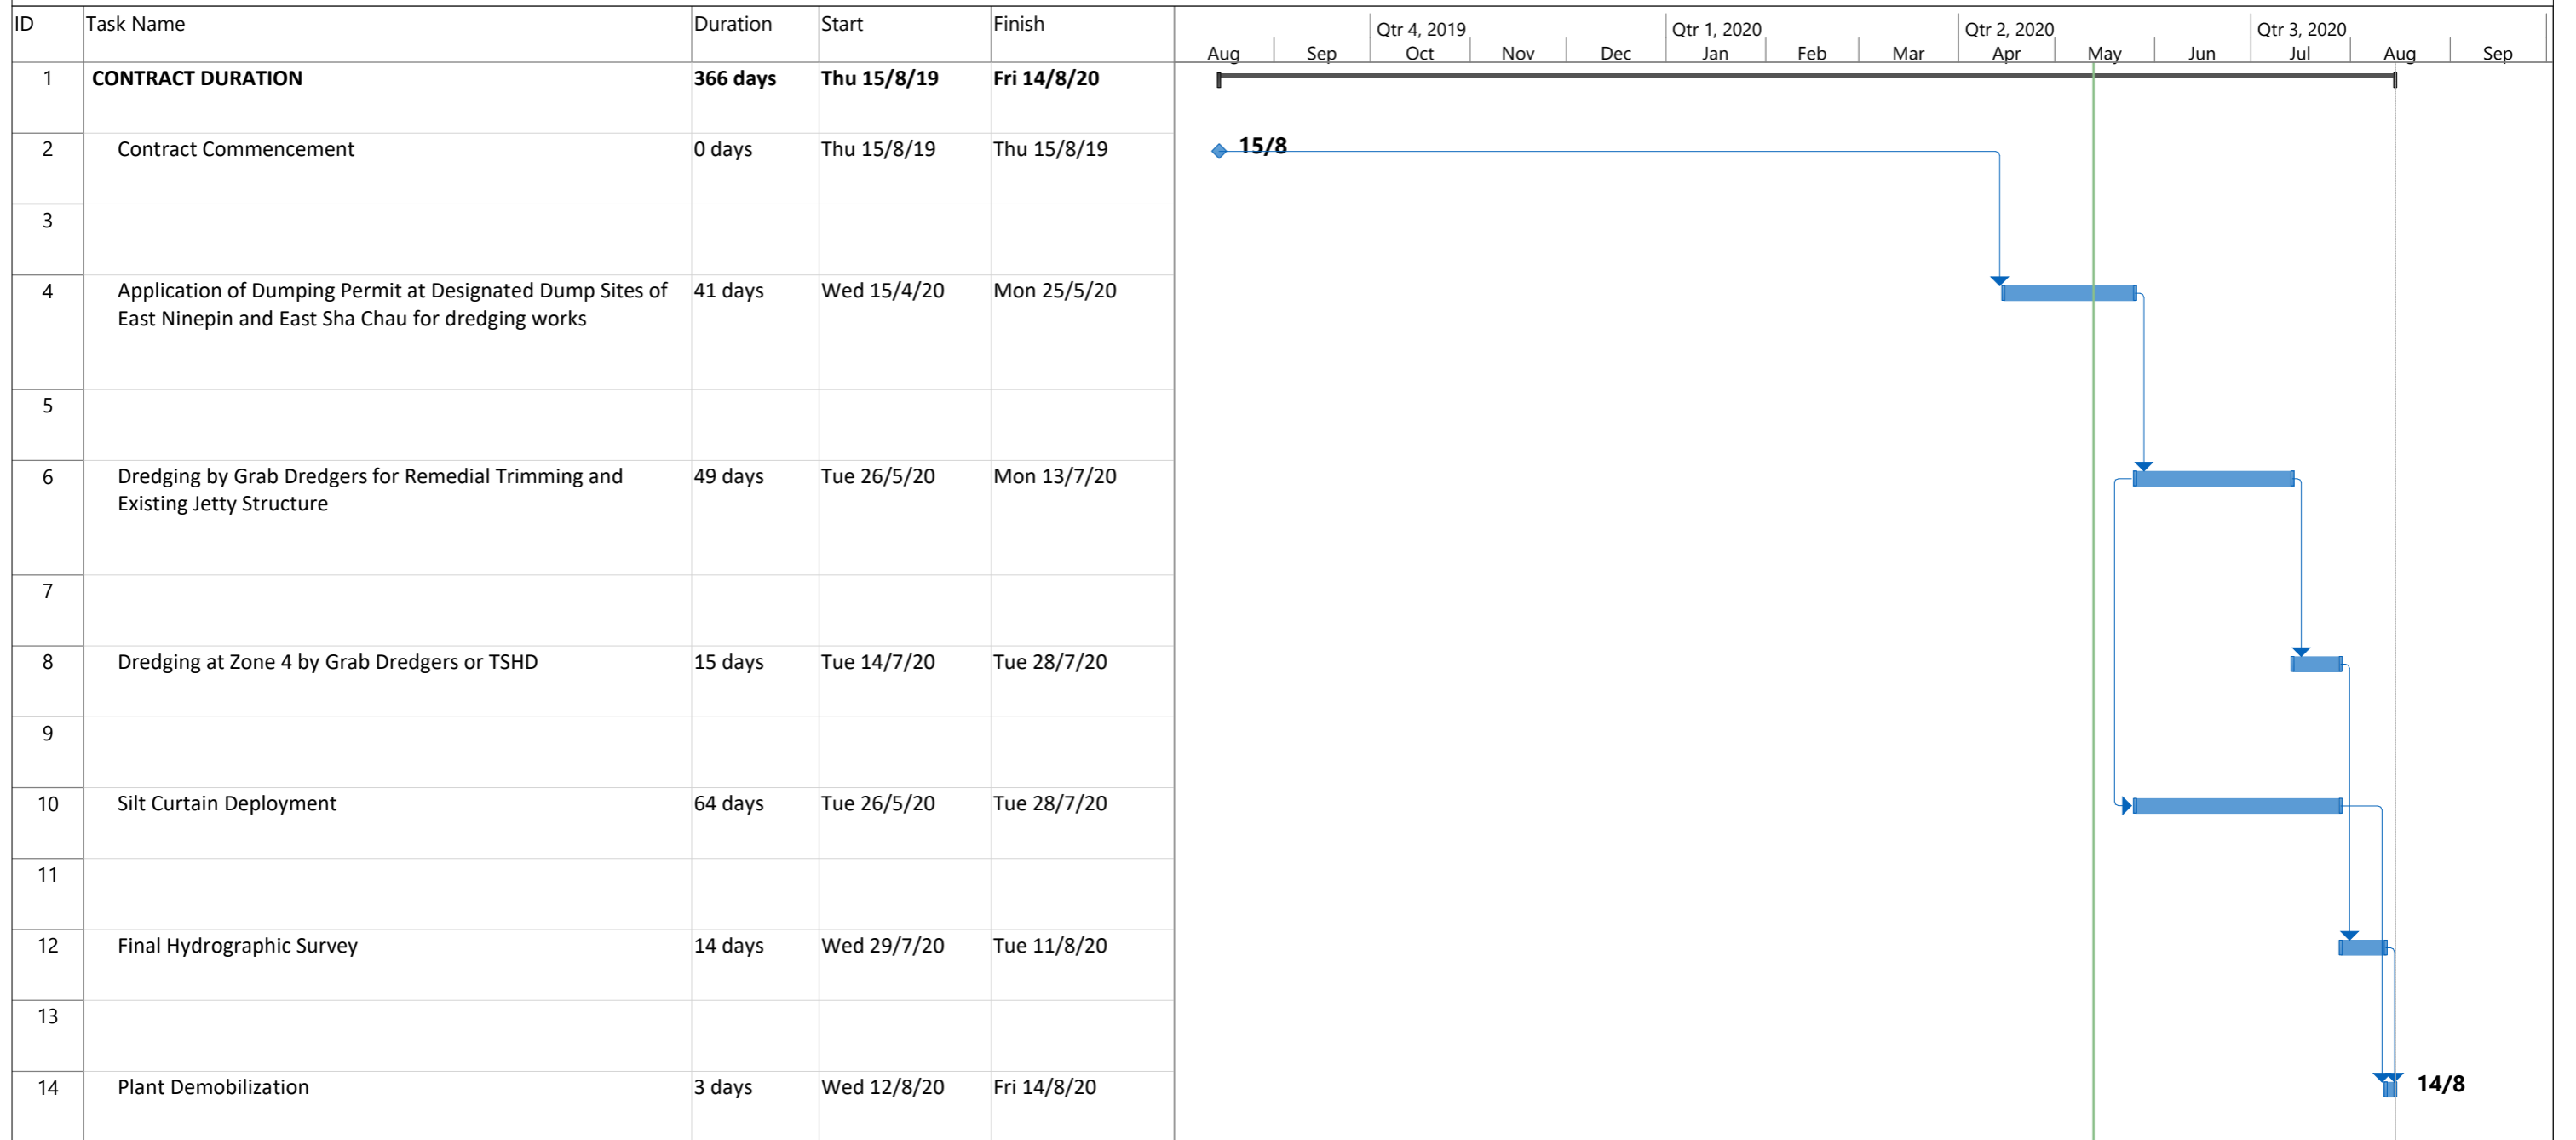 ID Task Name Duration Start Finish
Qtr 4, 2019 Qtr 1, 2020 Qtr 2, 2020 Qtr 3, 2020
Aug Sep Oct Nov Dec Jan Feb Mar Apr May Jun Jul Aug Sep
1 CONTRACT DURATION 366 days Thu 15/8/19 Fri 14/8/20
2 Contract Commencement 0 days Thu 15/8/19 Thu 15/8/19 15/8
3
4 Application of Dumping Permit at Designated Dump Sites of 41 days Wed 15/4/20 Mon 25/5/20
East Ninepin and East Sha Chau for dredging works
5
6 Dredging by Grab Dredgers for Remedial Trimming and 49 days Tue 26/5/20 Mon 13/7/20
Existing Jetty Structure
7
8 Dredging at Zone 4 by Grab Dredgers or TSHD 15 days Tue 14/7/20 Tue 28/7/20
9
10 Silt Curtain Deployment 64 days Tue 26/5/20 Tue 28/7/20
11
12 Final Hydrographic Survey 14 days Wed 29/7/20 Tue 11/8/20
13
14 Plant Demobilization 3 days Wed 12/8/20 Fri 14/8/20 14/8